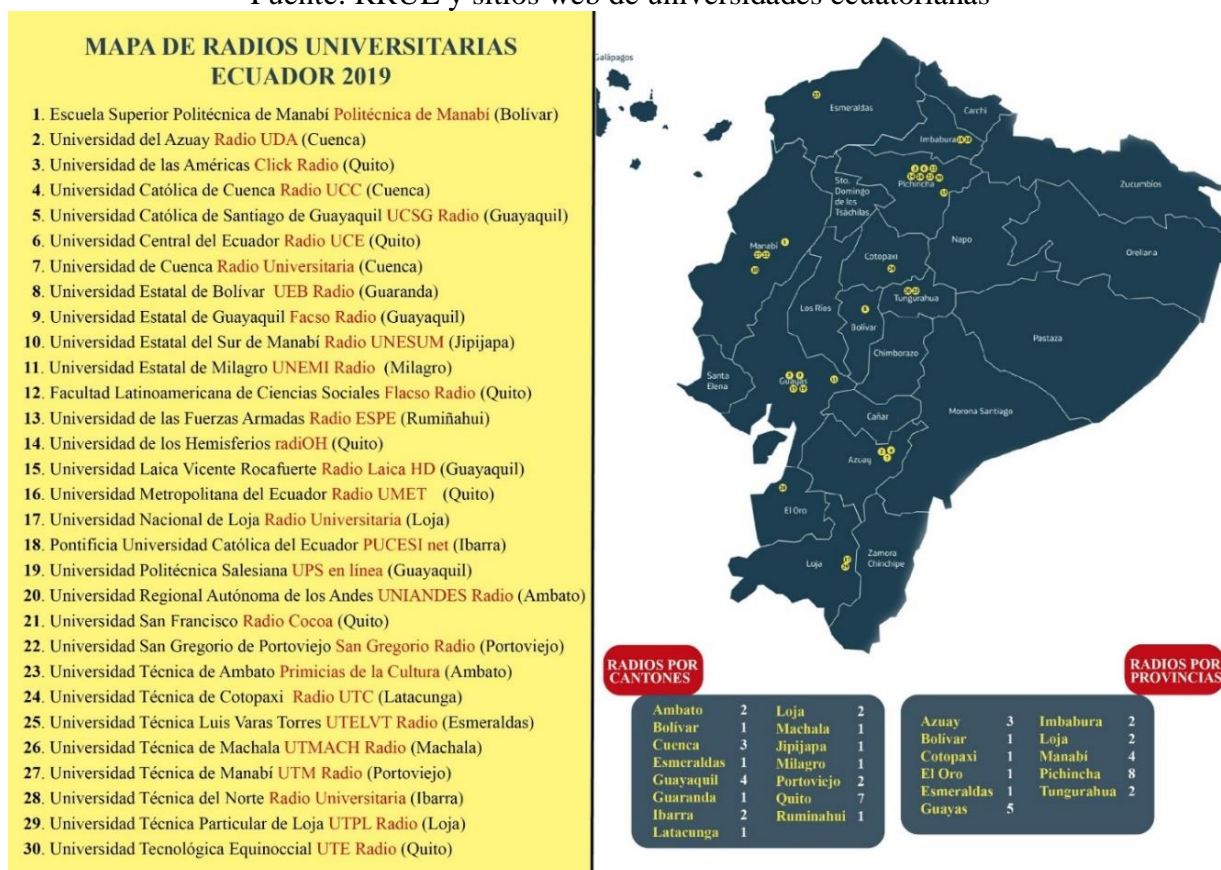 Fuente: RRUE y sitios web de universidades ecuatorianas
MAPA DE RADIOS UNIVERSITARIAS
ECUADOR 2019
1. Escuela Superior Politécnica de Manabí Politécnica de Manabí (Bolívar)
2. Universidad del Azuay Radio UDA (Cuenca)
3. Universidad de las Américas Click Radio (Quito)
4. Universidad Católica de Cuenca Radio UCC (Cuenca)
5. Universidad Católica de Santiago de Guayaquil UCSG Radio (Guayaquil)
6. Universidad Central del Ecuador Radio UCE (Quito)
7. Universidad de Cuenca Radio Universitaria (Cuenca)
8. Universidad Estatal de Bolívar UEB Radio (Guaranda)
9. Universidad Estatal de Guayaquil Facso Radio (Guayaquil)
10. Universidad Estatal del Sur de Manabí Radio UNESUM (Jipijapa)
11. Universidad Estatal de Milagro UNEMI Radio (Milagro)
12. Facultad Latinoamericana de Ciencias Sociales Flacso Radio (Quito)
13. Universidad de las Fuerzas Armadas Radio ESPE (Rumiñahui)
14. Universidad de los Hemisferios radiOH (Quito)
15. Universidad Laica Vicente Rocafuerte Radio Laica HD (Guayaquil)
16. Universidad Metropolitana del Ecuador Radio UMET (Quito)
17. Universidad Nacional de Loja Radio Universitaria (Loja)
18. Pontificia Universidad Católica del Ecuador PUCESI net (Ibarra)
19. Universidad Politécnica Salesiana UPS en línea (Guayaquil)
20. Universidad Regional Autónoma de los Andes UNIANDES Radio (Ambato)
21. Universidad San Francisco Radio Cocoa (Quito)
22. Universidad San Gregorio de Portoviejo San Gregorio Radio (Portoviejo)
23. Universidad Técnica de Ambato Primicias de la Cultura (Ambato)
24. Universidad Técnica de Cotopaxi Radio UTC (Latacunga)
25. Universidad Técnica Luis Varas Torres UTELVT Radio (Esmeraldas)
26. Universidad Técnica de Machala UTMACH Radio (Machala)
27. Universidad Técnica de Manabí UTM Radio (Portoviejo)
28. Universidad Técnica del Norte Radio Universitaria (Ibarra)
29. Universidad Técnica Particular de Loja UTPL Radio (Loja)
30. Universidad Tecnológica Equinoccial UTE Radio (Quito)
Galápagos
Esmeraldas
Carchi
Imbabura
Pichincha
Sto.
Domingo
de los
Tsáchilas
Zucumbíos
Napo
Orellana
Manabí
Cotopaxi
Tungurahua
Los Ríos
Bolívar
Pastaza
Chimborazo
Santa
Elena
Guayas
Morona Santiago
Cañar
Azuay
El Oro
Loja
Zamora
Chinchipe
RADIOS POR
CANTONES
Ambato 2
Bolívar 1
Cuenca 3
Esmeraldas 1
Guayaquil 4
Guaranda 1
Ibarra 2
Latacunga 1
Loja 2
Machala 1
Jipijapa 1
Milagro 1
Portoviejo 2
Quito 7
Ruminahui 1
RADIOS POR
PROVINCIAS
Azuay 3
Bolívar 1
Cotopaxi 1
El Oro 1
Esmeraldas 1
Guayas 5
Imbabura 2
Loja 2
Manabí 4
Pichincha 8
Tungurahua 2